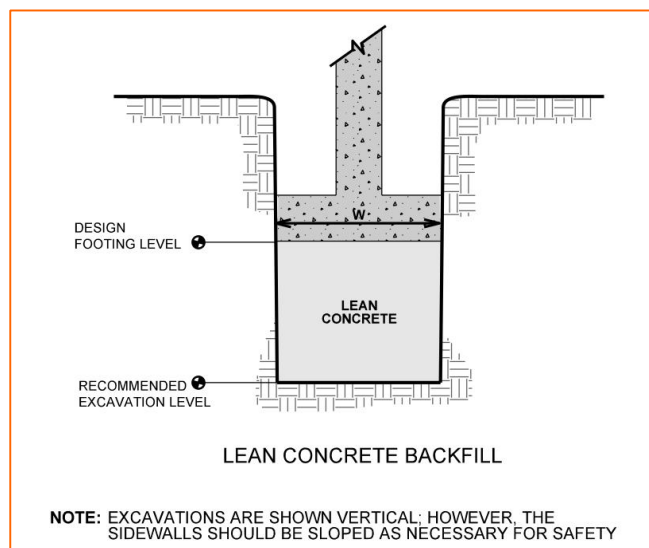 W
DESIGN
FOOTING LEVEL
LEAN
CONCRETE
RECOMMENDED
EXCAVATION LEVEL
LEAN CONCRETE BACKFILL
NOTE: EXCAVATIONS ARE SHOWN VERTICAL; HOWEVER, THE
SIDEWALLS SHOULD BE SLOPED AS NECESSARY FOR SAFETY